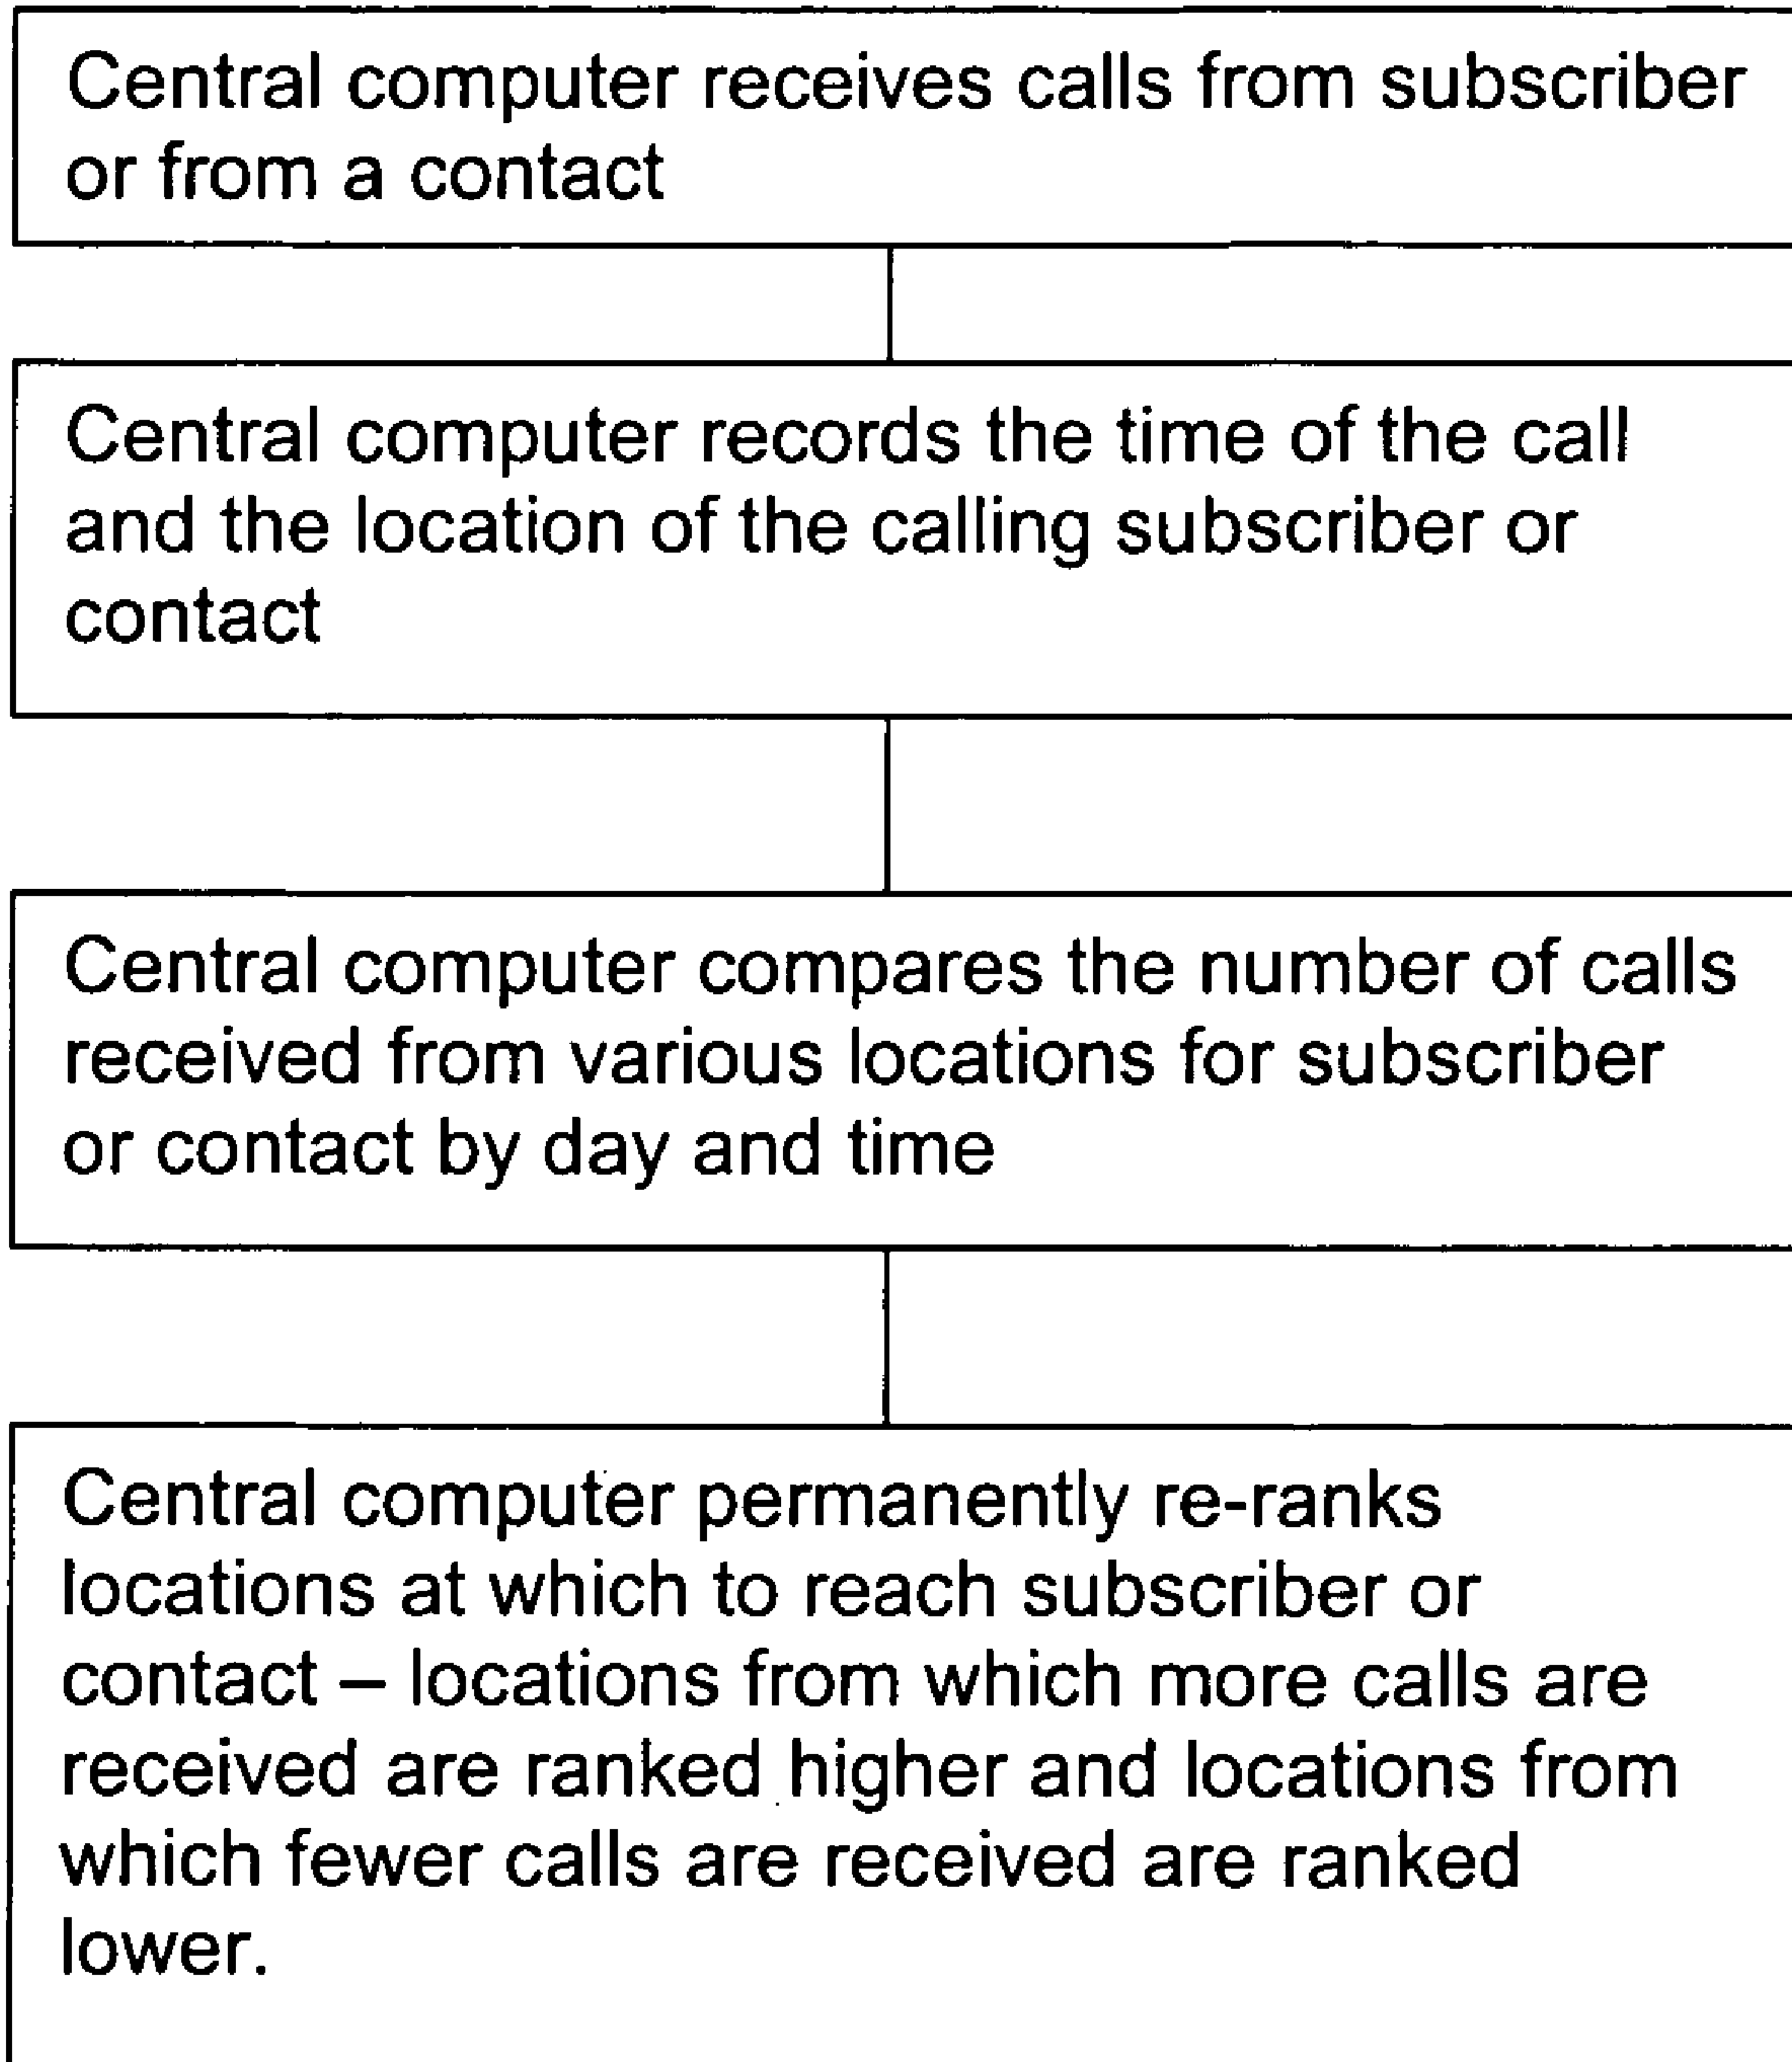 Central computer receives calls from subscriber
or from a contact
Central computer records the time of the call
and the location of the calling subscriber or
contact
Central computer compares the number of calls
received from various locations for subscriber
or contact by day and time
Central computer permanently re-ranks
locations at which to reach subscriber or
contact – locations from which more calls are
received are ranked higher and locations from
which fewer calls are received are ranked
lower.